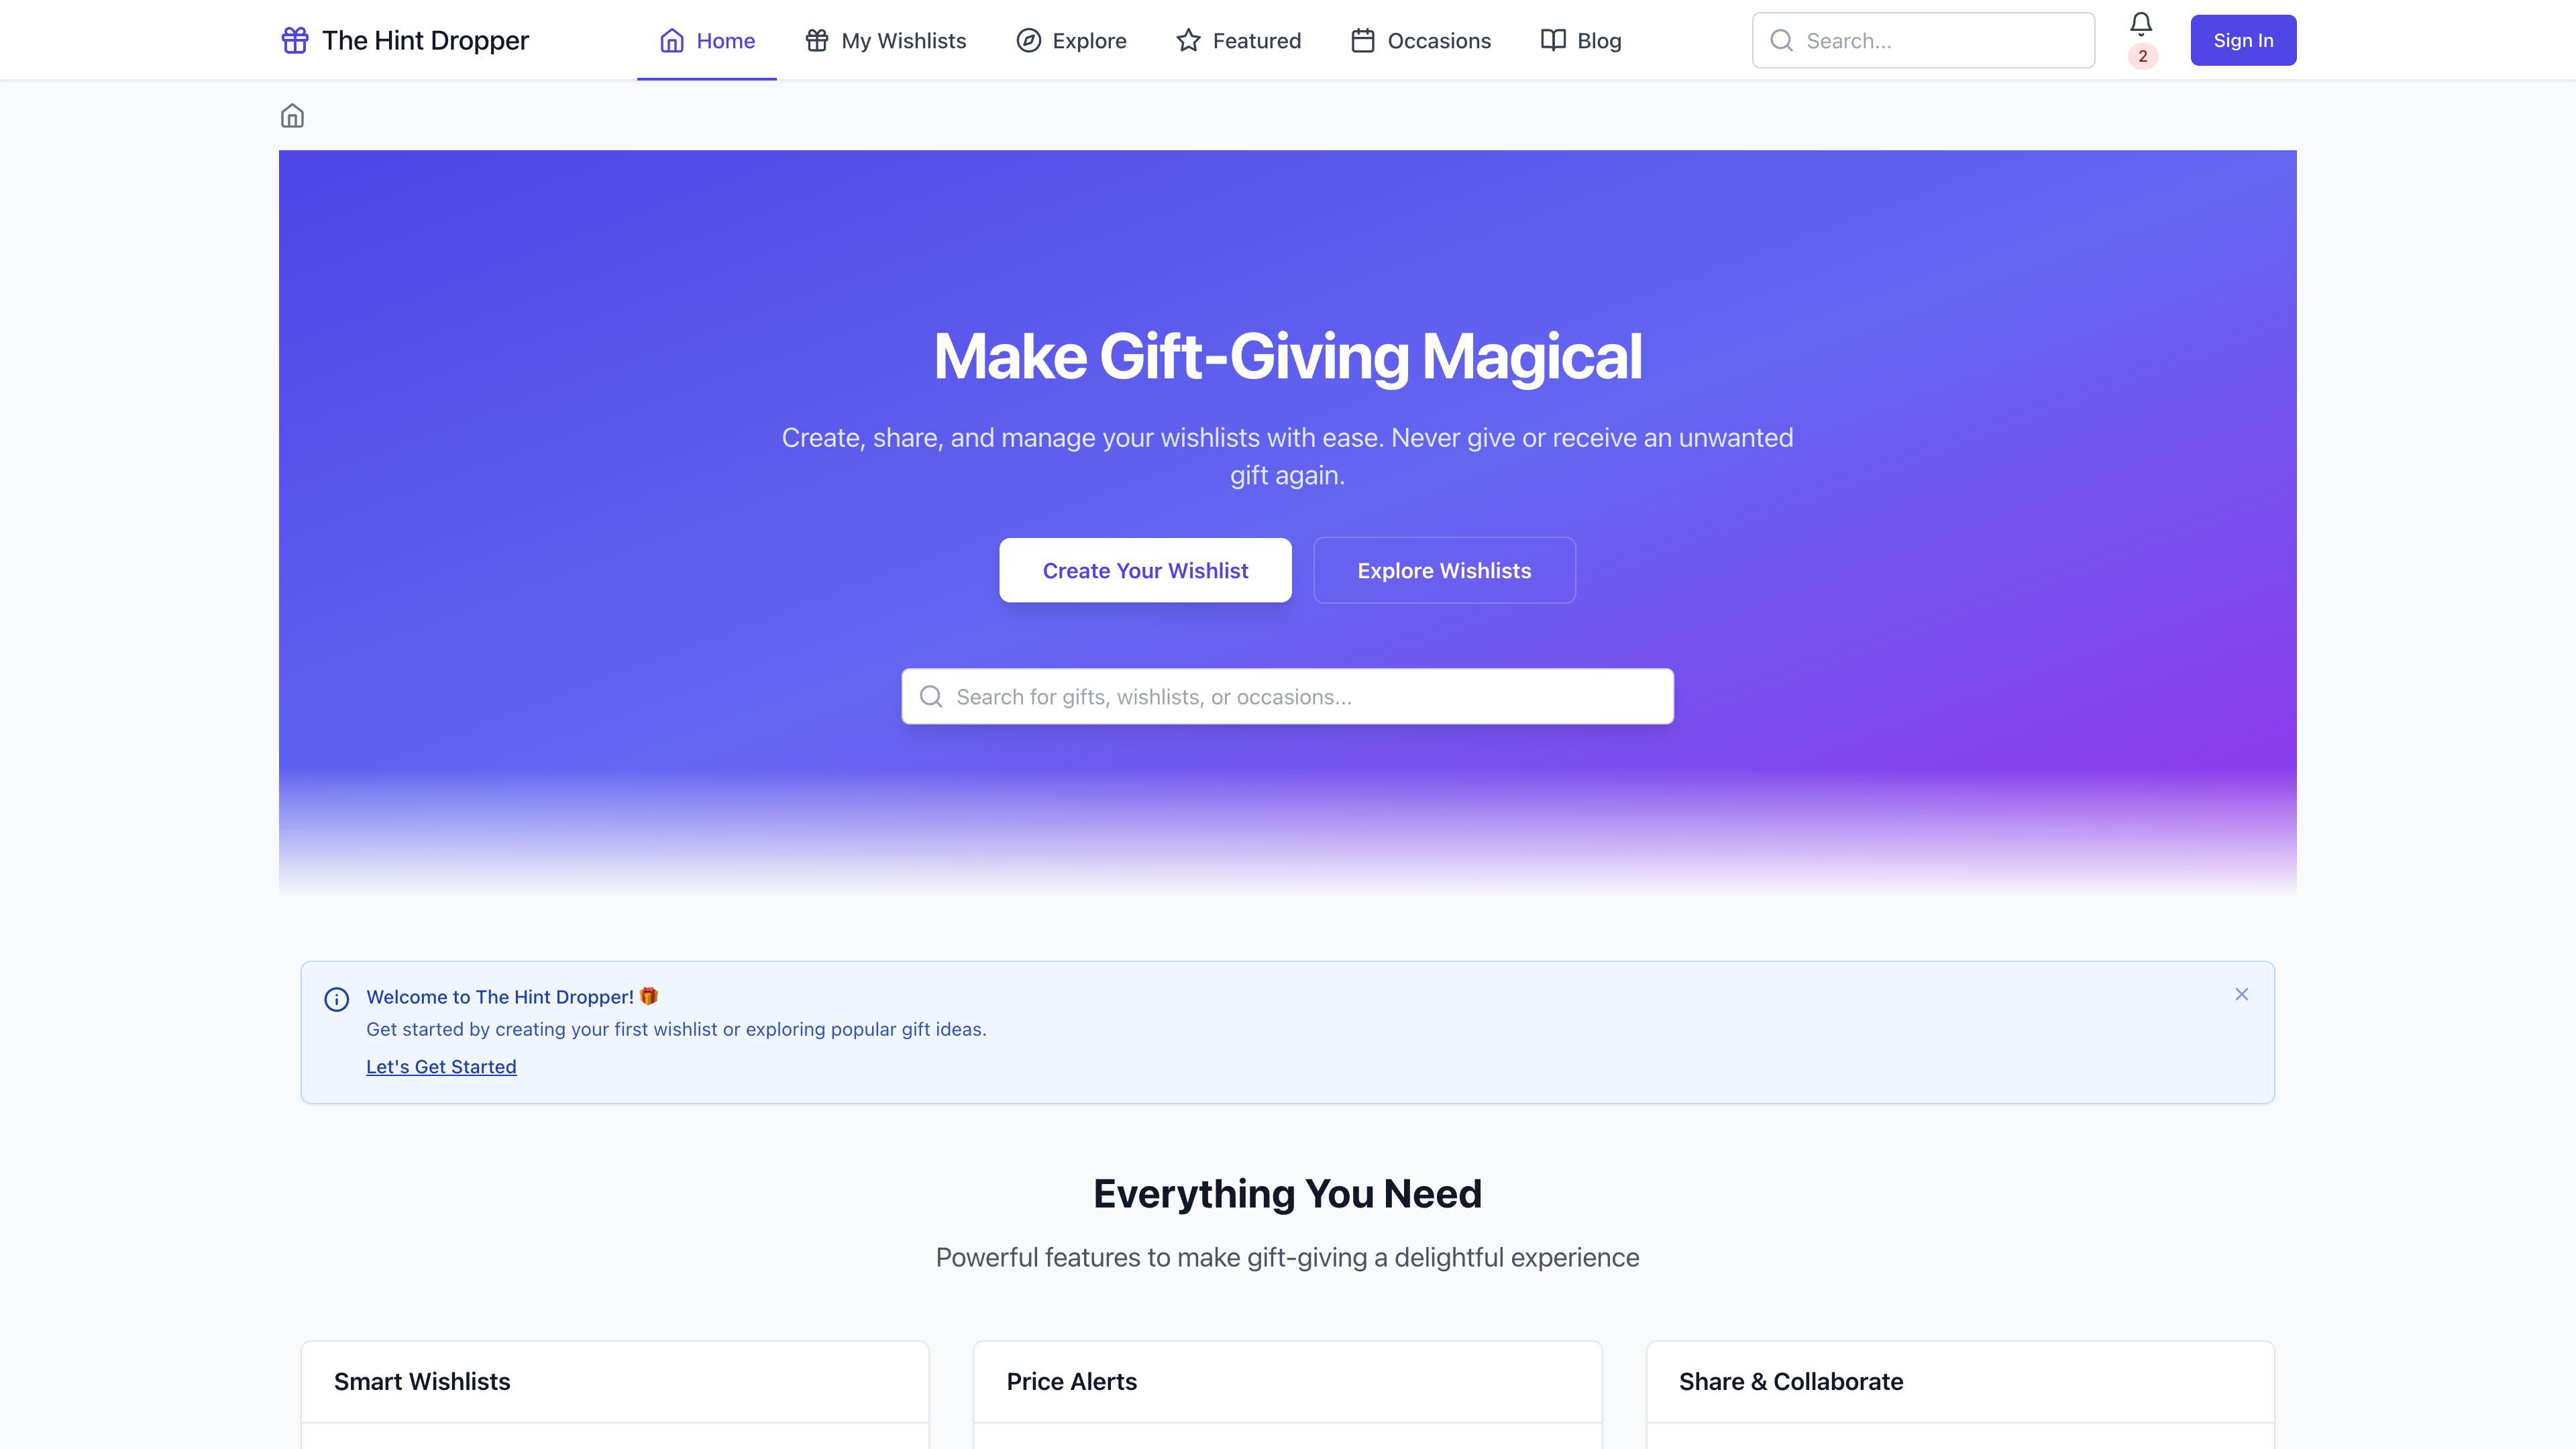 The Hint Dropper
Home
My Wishlists
Explore
Featured
Occasions
Blog
Search...
2
Sign In
Make Gift-Giving Magical
Create, share, and manage your wishlists with ease. Never give or receive an unwanted
gift again.
Create Your Wishlist
Explore Wishlists
Search for gifts, wishlists, or occasions...
Welcome to The Hint Dropper! 🎁
Get started by creating your first wishlist or exploring popular gift ideas.
Let's Get Started
Everything You Need
Powerful features to make gift-giving a delightful experience
Smart Wishlists
Price Alerts
Share & Collaborate